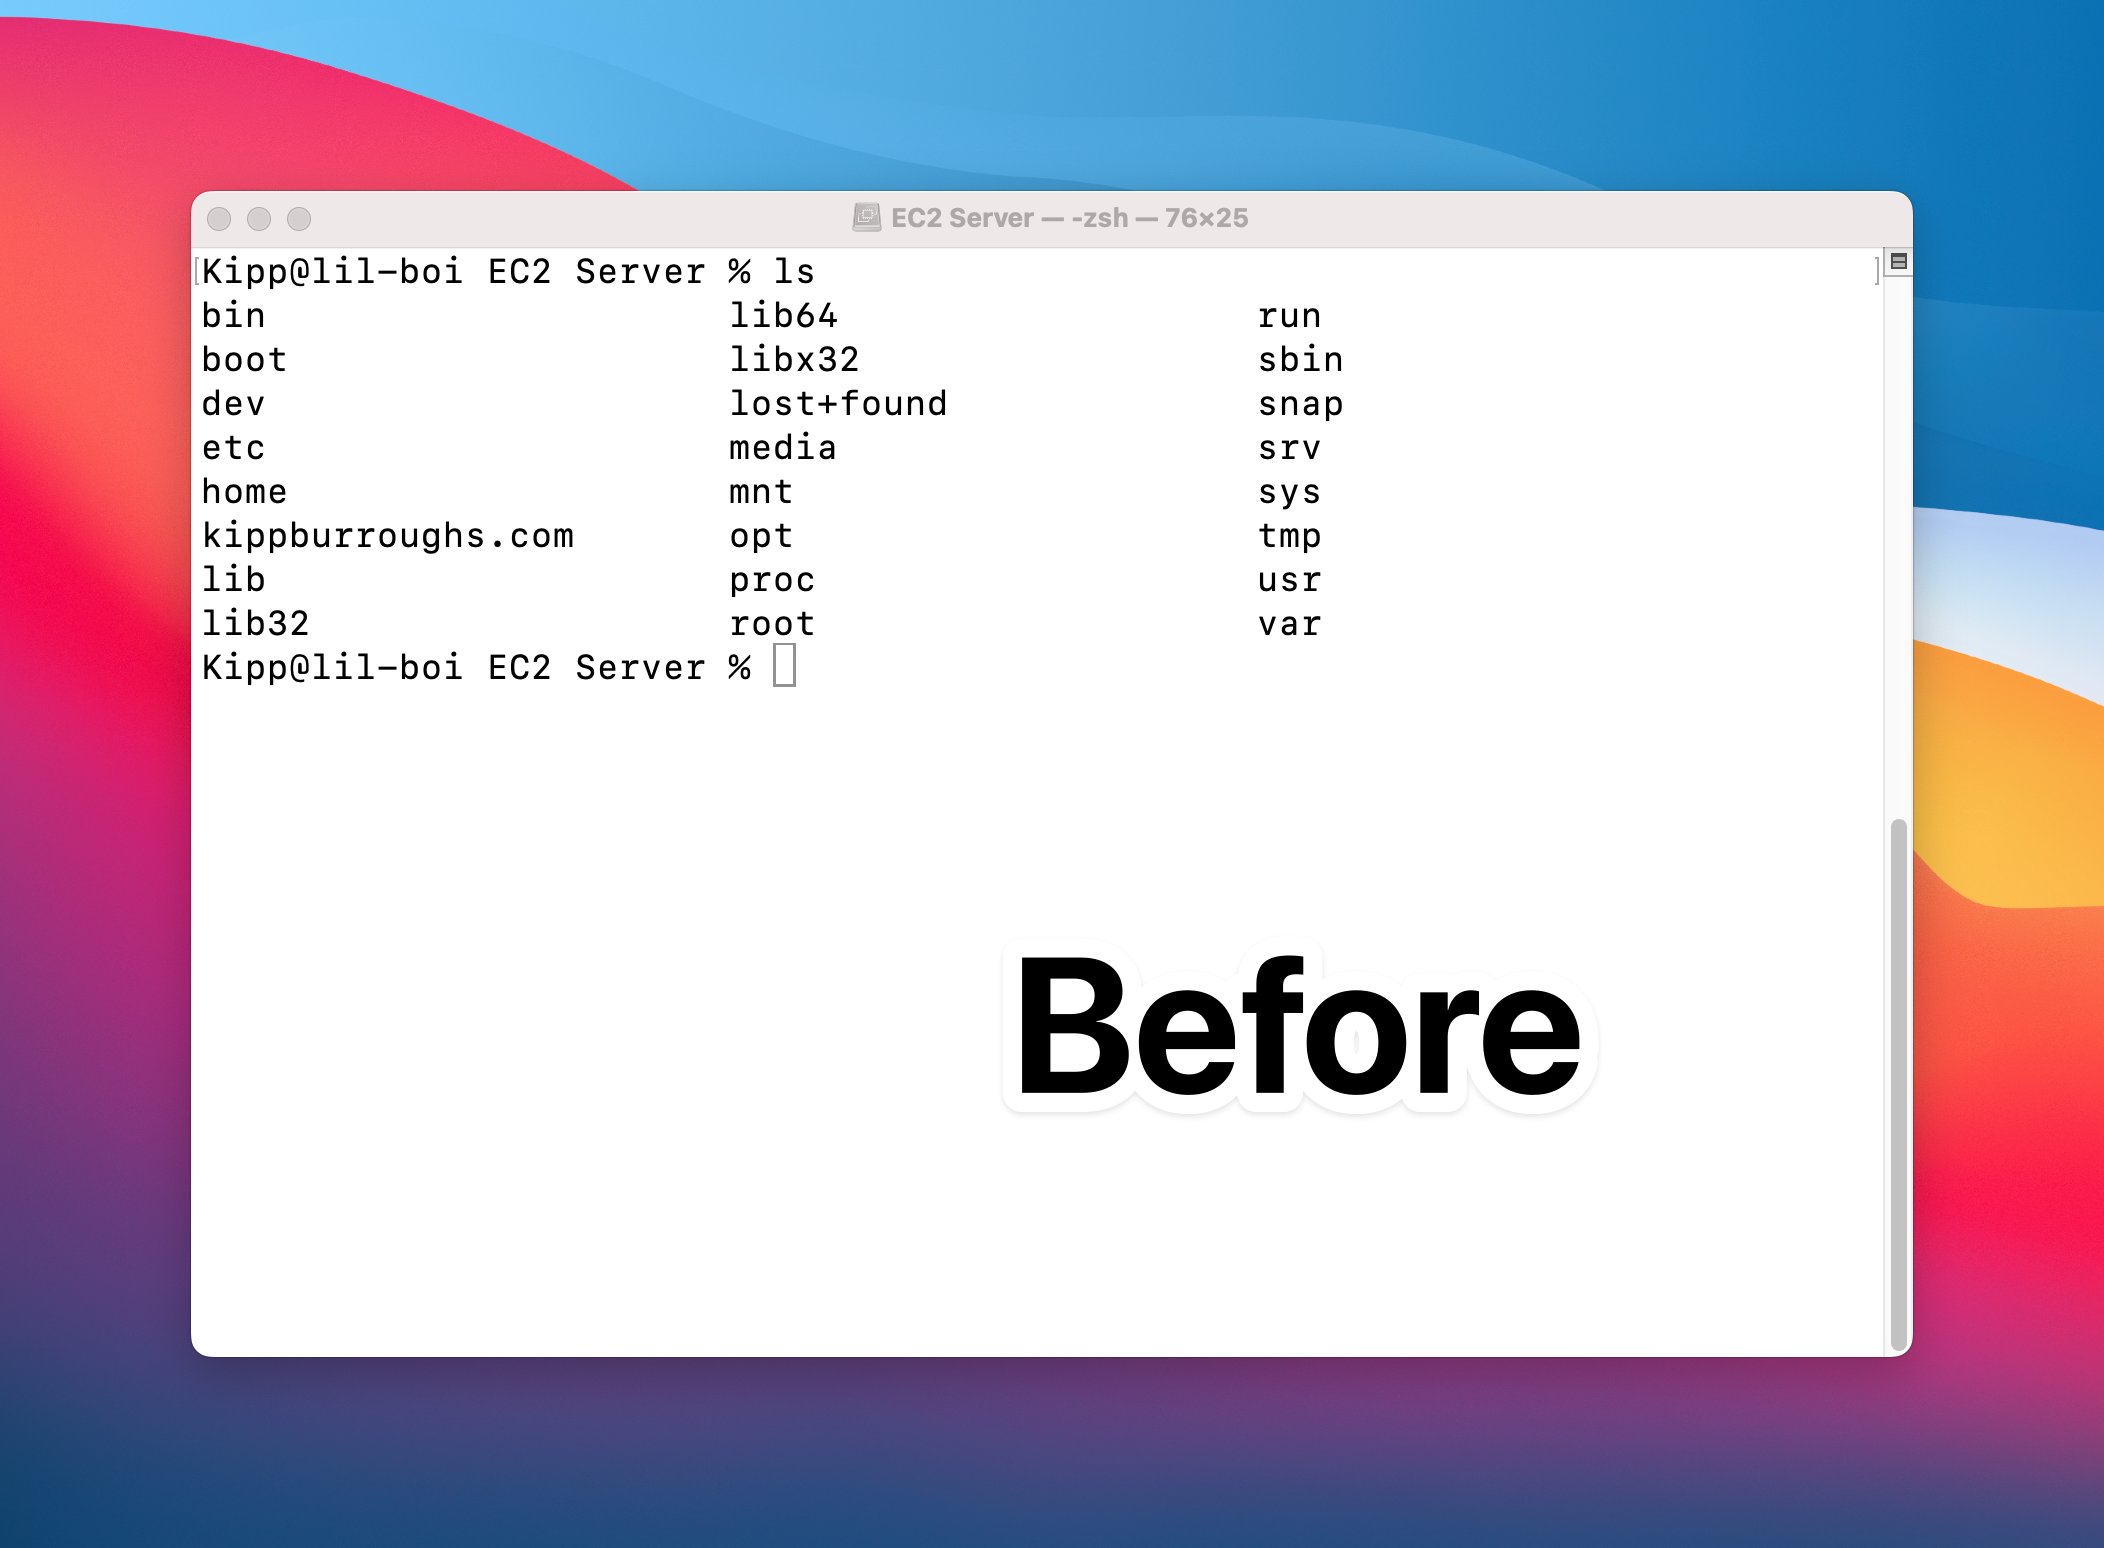 EC2 Server — -zsh — 76×25
[Kipp@lil-boi EC2 Server % ls ]
bin lib64 run
boot libx32 sbin
dev lost+found snap
etc media srv
home mnt sys
kippburroughs.com opt tmp
lib proc usr
lib32 root var
Kipp@lil-boi EC2 Server %
Before